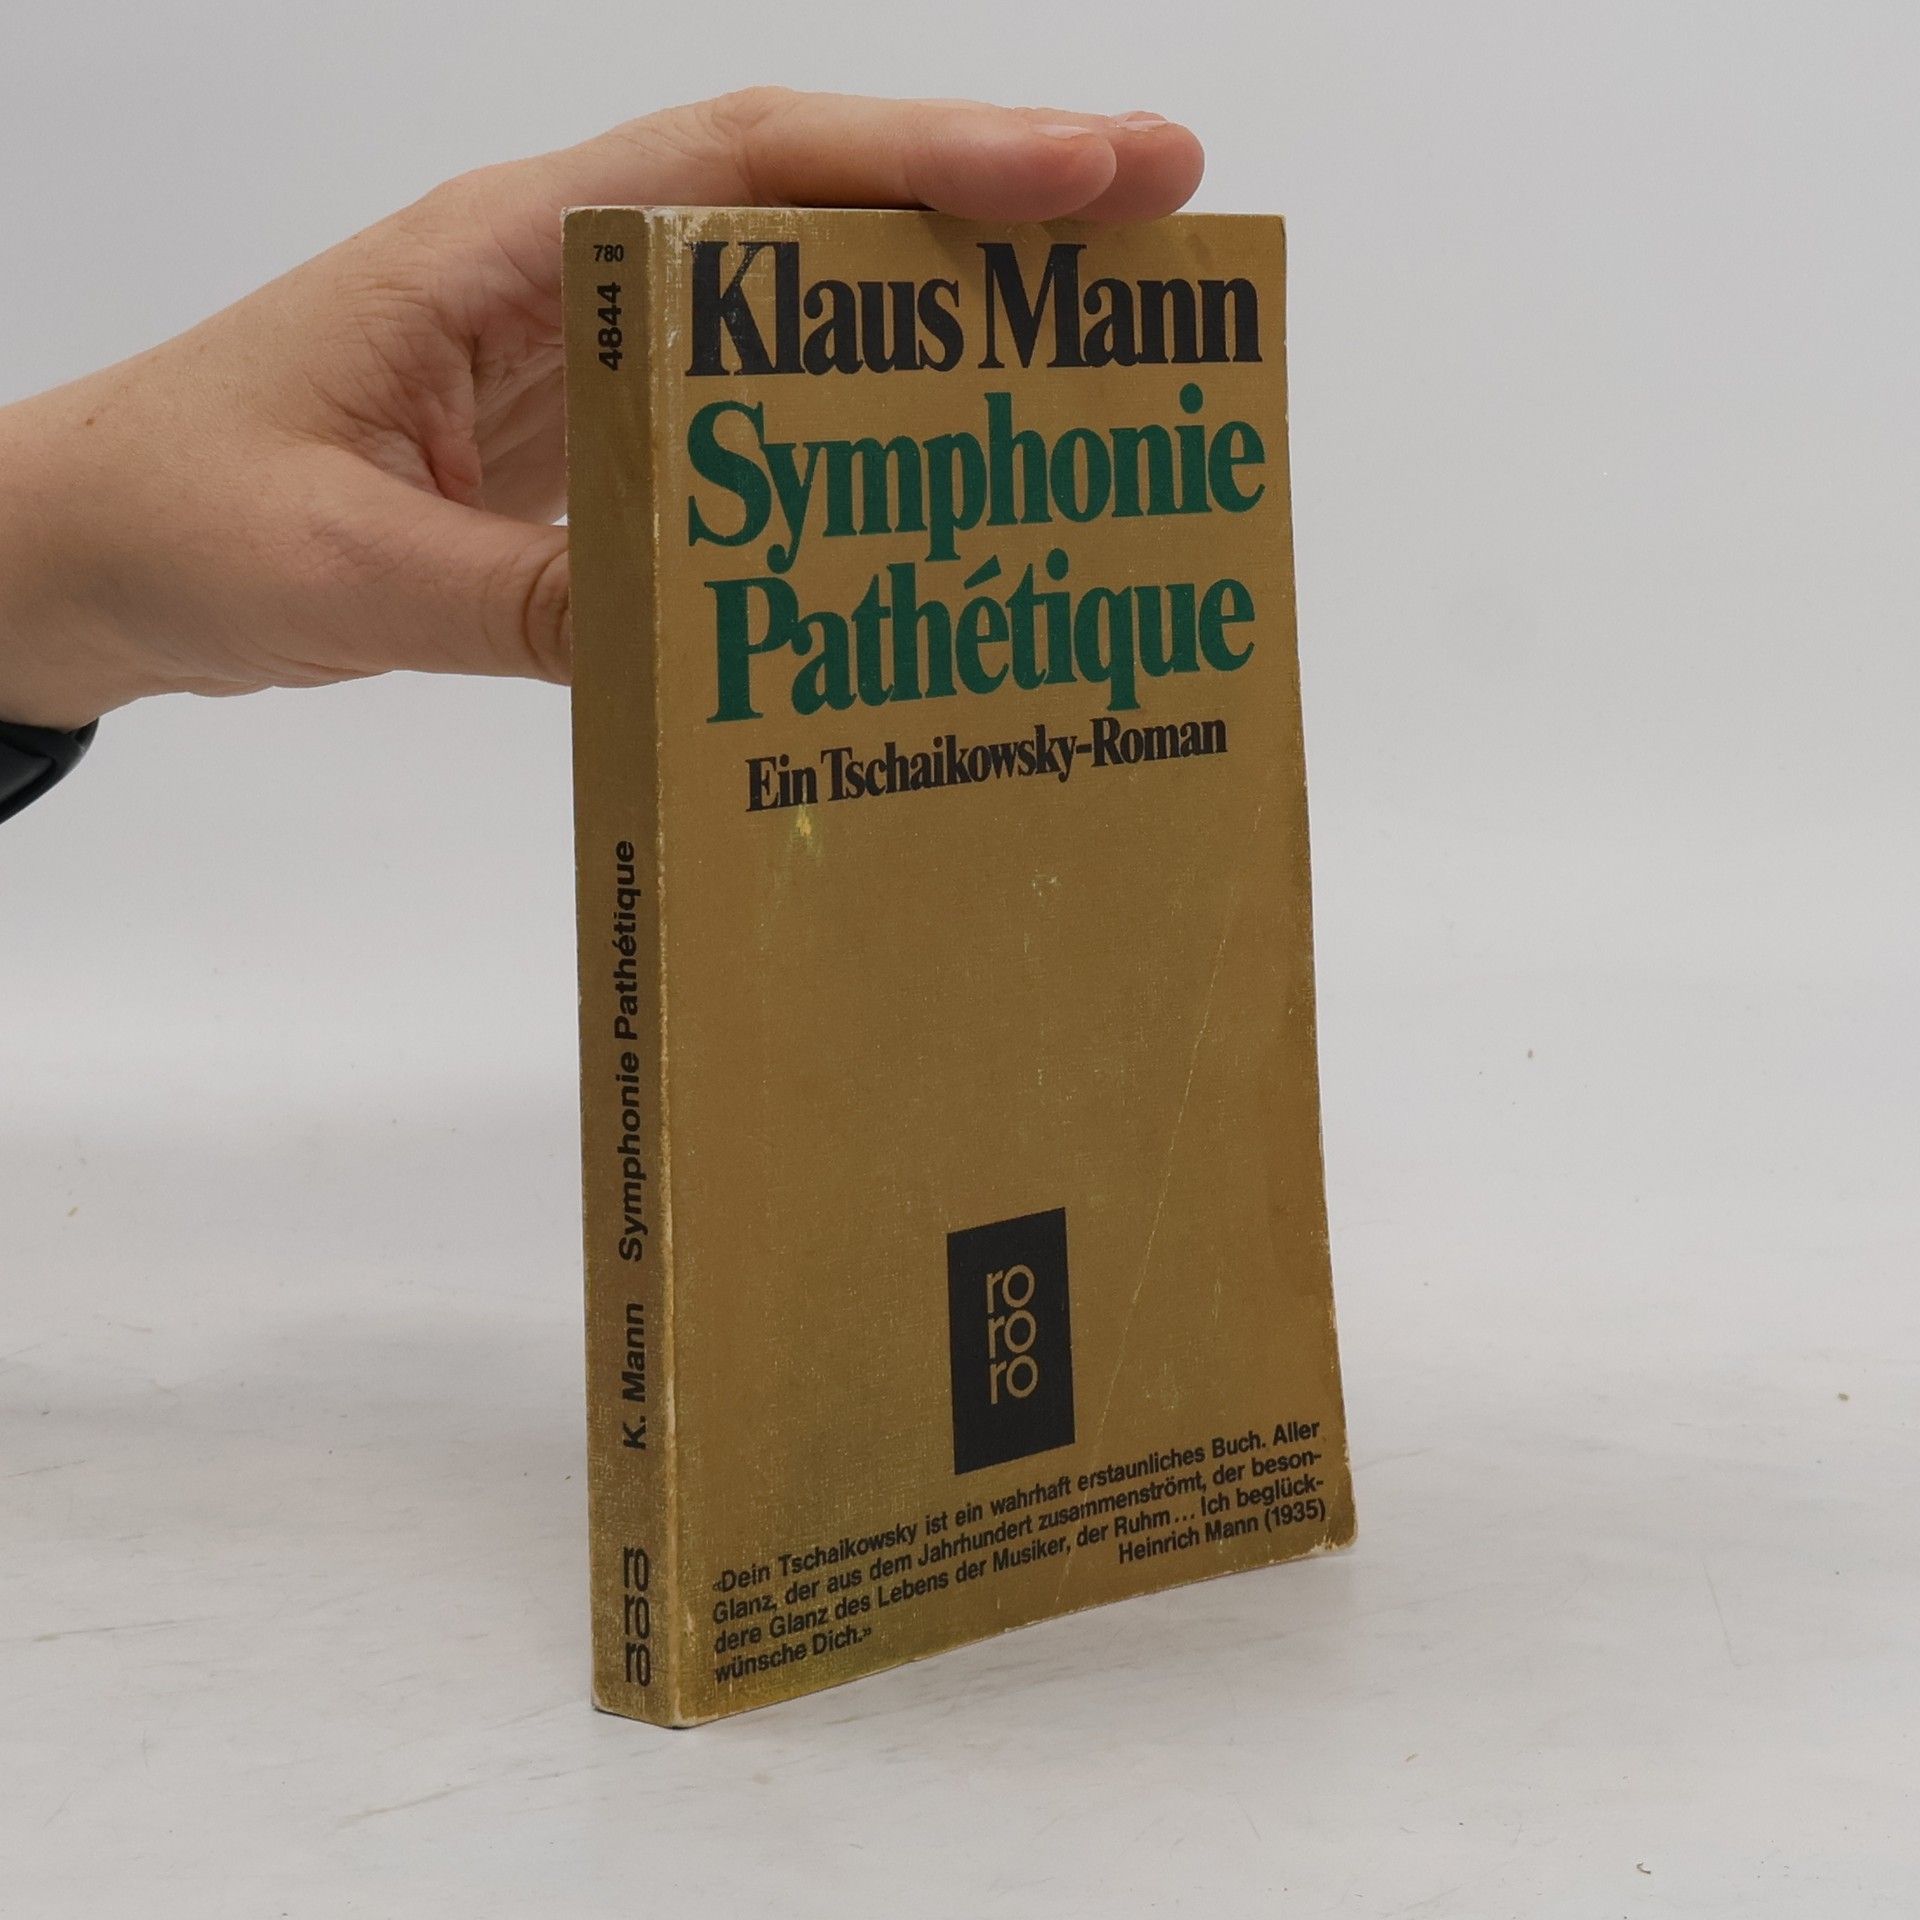 780
4844
K. Mann Symphonie Pathétique
ro
ro
ro
Klaus Mann
Symphonie
Pathétique
Ein Tschaikowsky-Roman
ro
ro
ro
«Dein Tschaikowsky ist ein wahrhaft erstaunliches Buch. Aller
Glanz, der aus dem Jahrhundert zusammenströmt, der beson-
dere Glanz des Lebens der Musiker, der Ruhm ... Ich beglück-
wünsche Dich.»
Heinrich Mann (1935)